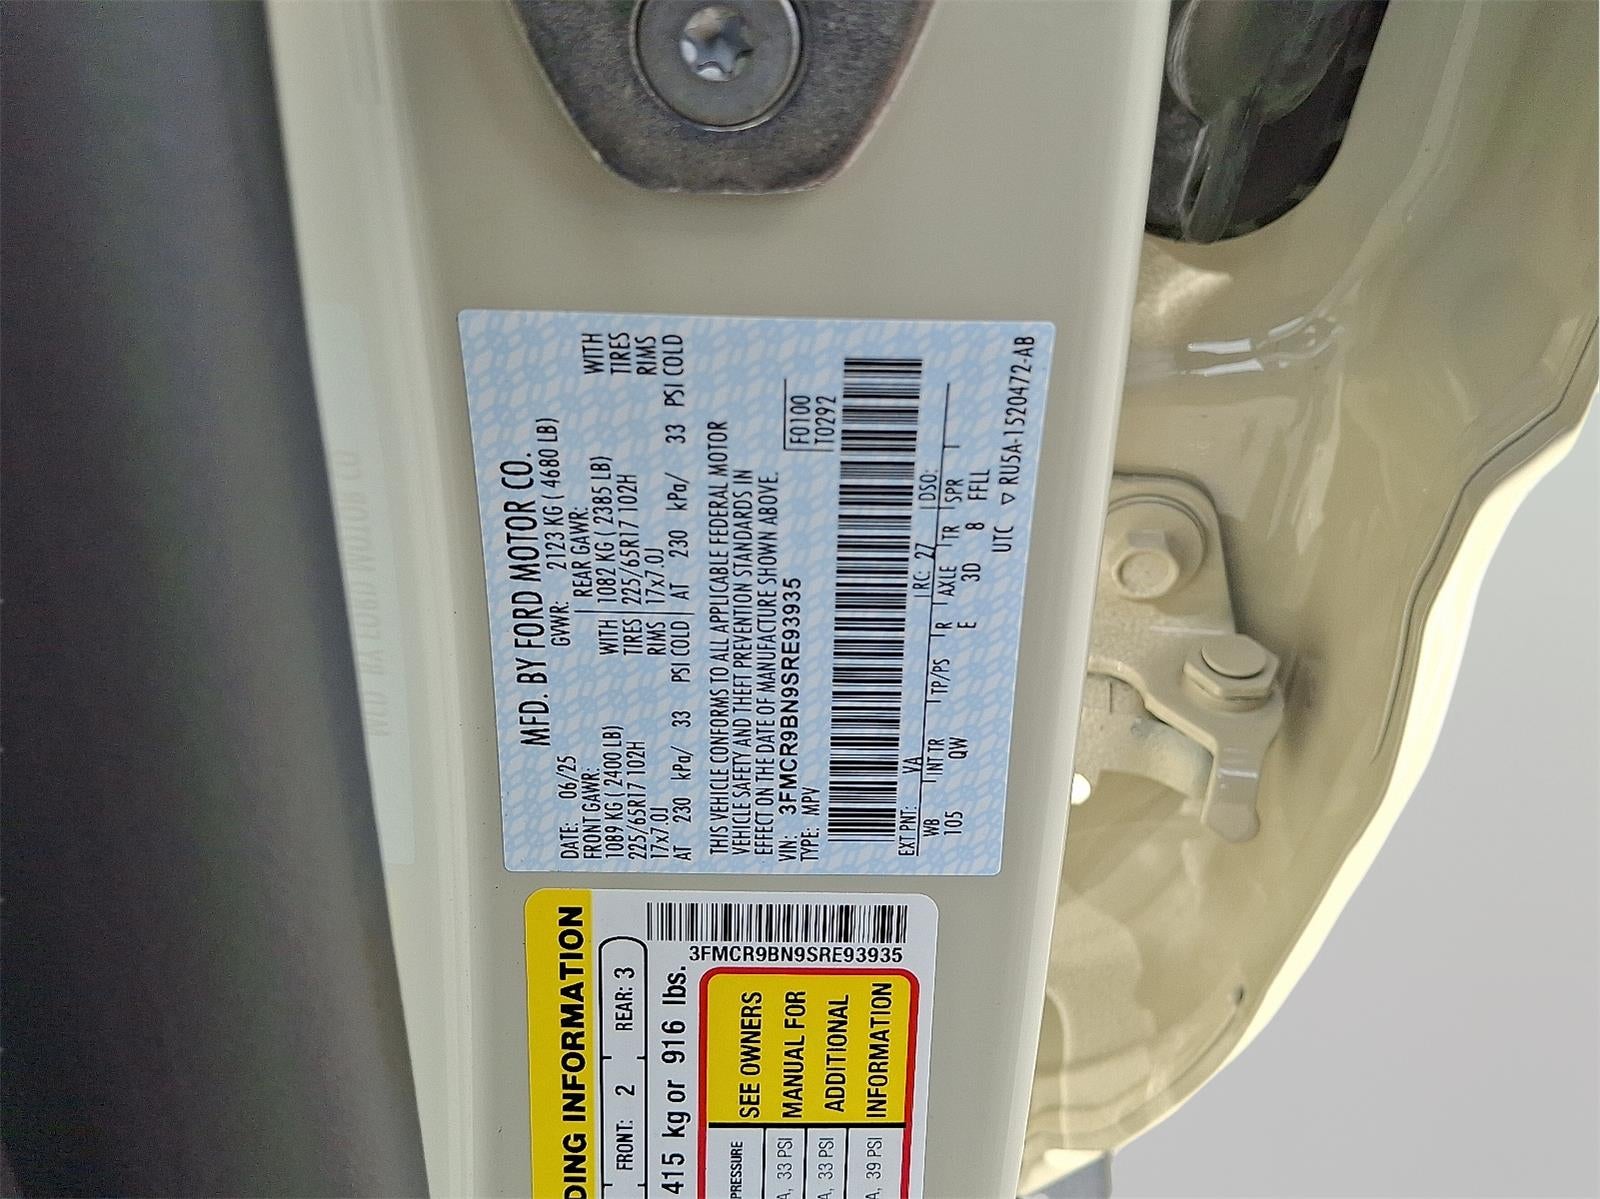 MFD. BY FORD MOTOR CO.
DATE: 06/25 GVWR: 2123 KG ( 4680 LB)
FRONT GAWR: REAR GAWR:
1089 KG ( 2400 LB) WITH 1082 KG ( 2385 LB) WITH
225/65R17 102H TIRES 225/65R17 102H TIRES
17x7.0J RIMS 17x7.0J RIMS
AT 230 kPa/ 33 PSI COLD AT 230 kPa/ 33 PSI COLD
THIS VEHICLE CONFORMS TO ALL APPLICABLE FEDERAL MOTOR
VEHICLE SAFETY AND THEFT PREVENTION STANDARDS IN
EFFECT ON THE DATE OF MANUFACTURE SHOWN ABOVE.
VIN: 3FMCR9BN9SRE93935
TYPE: MPV
F0100
T0292
EXT PNT: VA RC: 27 DSO:
WB INT TR TP/PS R AXLE TR SPR
105 QW E 3D 8 FFLL
UTC ▽ RU5A-1520472-AB
DING INFORMATION
FRONT: 2 REAR: 3
415 kg or 916 lbs.
3FMCR9BN9SRE93935
PRESSURE
A, 33 PSI
A, 33 PSI
A, 39 PSI
SEE OWNERS
MANUAL FOR
ADDITIONAL
INFORMATION